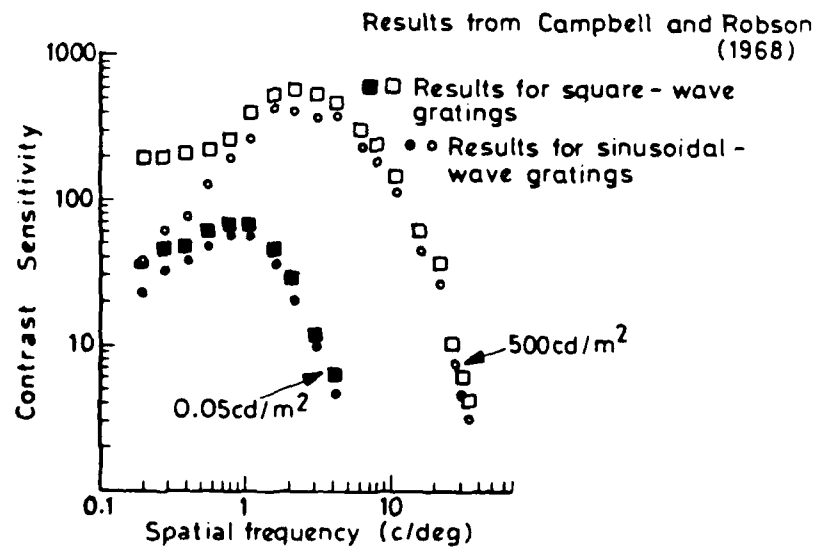 Results from Campbell and Robson
(1968)
1000
Results for square-wave
gratings
Results for sinusoidal-
wave gratings
100
Contrast Sensitivity
10
500cd/m²
0.05cd/m²
0.1
1
10
Spatial frequency (c/deg)